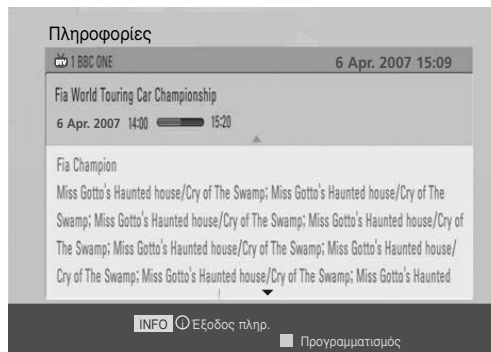 Πληροφορίες
DTV 1 BBC ONE 6 Apr. 2007 15:09
Fia World Touring Car Championship
6 Apr. 2007 14:00 15:20
Fia Champion
Miss Gotto's Haunted house/Cry of The Swamp; Miss Gotto's Haunted house/Cry of The
Swamp; Miss Gotto's Haunted house/Cry of The Swamp; Miss Gotto's Haunted house/Cry of
The Swamp; Miss Gotto's Haunted house/Cry of The Swamp; Miss Gotto's Haunted house/
Cry of The Swamp; Miss Gotto's Haunted house/Cry of The Swamp; Miss Gotto's Haunted
INFO i Έξοδος πληρ.
Προγραμματισμός